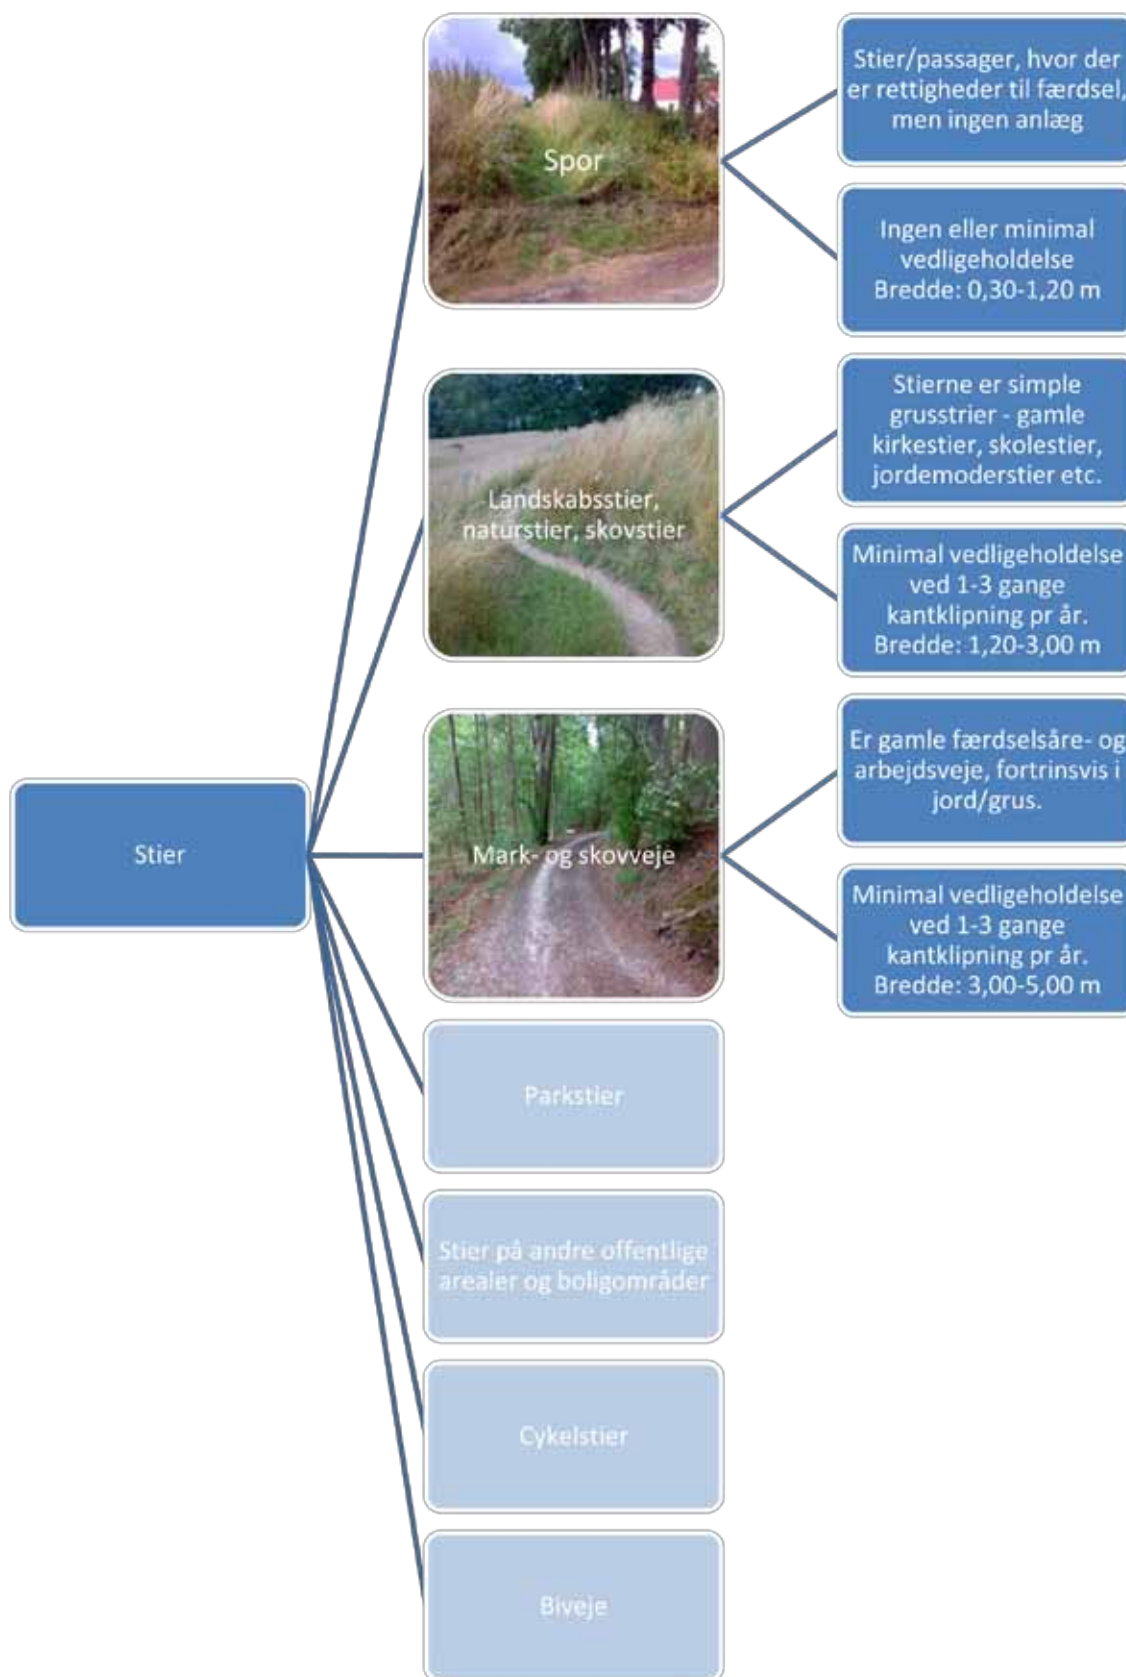 Stier
Spor
Stier/passager, hvor der
er rettigheder til færdsel,
men ingen anlæg
Ingen eller minimal
vedligeholdelse
Bredde: 0,30-1,20 m
Landskabsstier,
naturstier, skovstier
Stierne er simple
grusstrier - gamle
kirkestier, skolestier,
jordemoderstier etc.
Minimal vedligeholdelse
ved 1-3 gange
kantklipning pr år.
Bredde: 1,20-3,00 m
Mark- og skovveje
Er gamle færdselsåre- og
arbejdsveje, fortrinsvis i
jord/grus.
Minimal vedligeholdelse
ved 1-3 gange
kantklipning pr år.
Bredde: 3,00-5,00 m
Parkstier
Stier på andre offentlige
arealer og boligområder
Cykelstier
Biveje